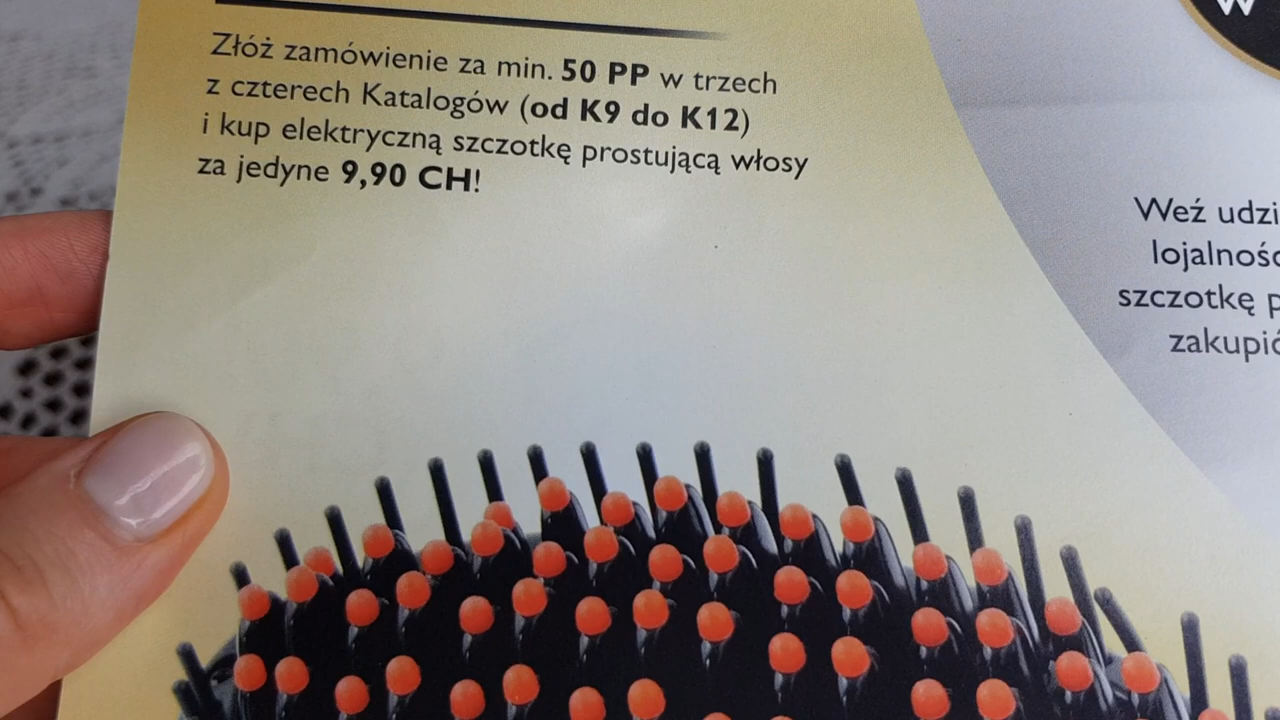 Złóż zamówienie za min. 50 PP w trzech
z czterech Katalogów (od K9 do K12)
i kup elektryczną szczotkę prostującą włosy
za jedyne 9,90 CH!
W
Weź udzi
lojalnośc
szczotkę p
zakupić